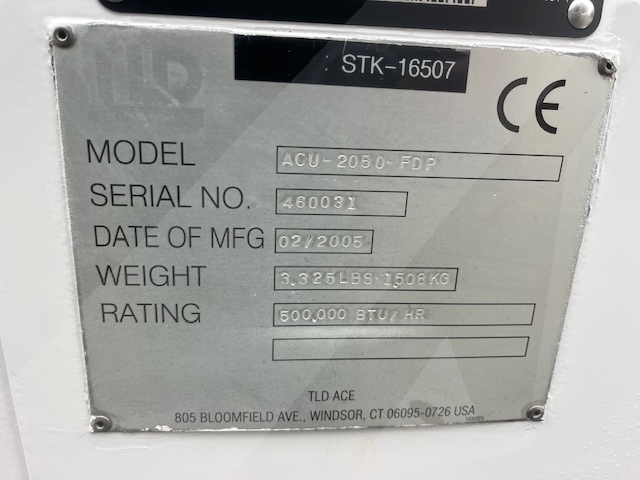 TLD
STK-16507
CE
MODEL ACU-2050-FDP
SERIAL NO. 460031
DATE OF MFG 02/2005
WEIGHT 3,325LBS-1508KG
RATING 500,000 BTU/HR
TLD ACE
805 BLOOMFIELD AVE., WINDSOR, CT 06095-0726 USA